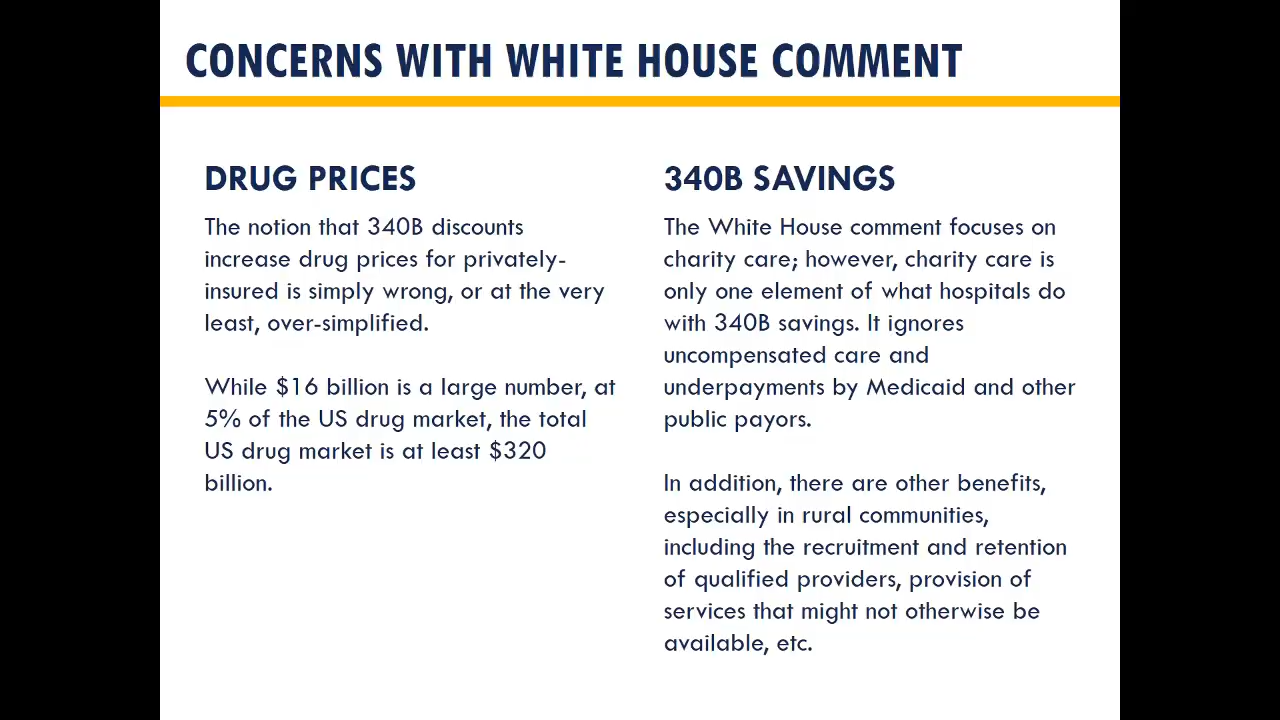 CONCERNS WITH WHITE HOUSE COMMENT
DRUG PRICES
The notion that 340B discounts
increase drug prices for privately-
insured is simply wrong, or at the very
least, over-simplified.
While $16 billion is a large number, at
5% of the US drug market, the total
US drug market is at least $320
billion.
340B SAVINGS
The White House comment focuses on
charity care; however, charity care is
only one element of what hospitals do
with 340B savings. It ignores
uncompensated care and
underpayments by Medicaid and other
public payors.
In addition, there are other benefits,
especially in rural communities,
including the recruitment and retention
of qualified providers, provision of
services that might not otherwise be
available, etc.